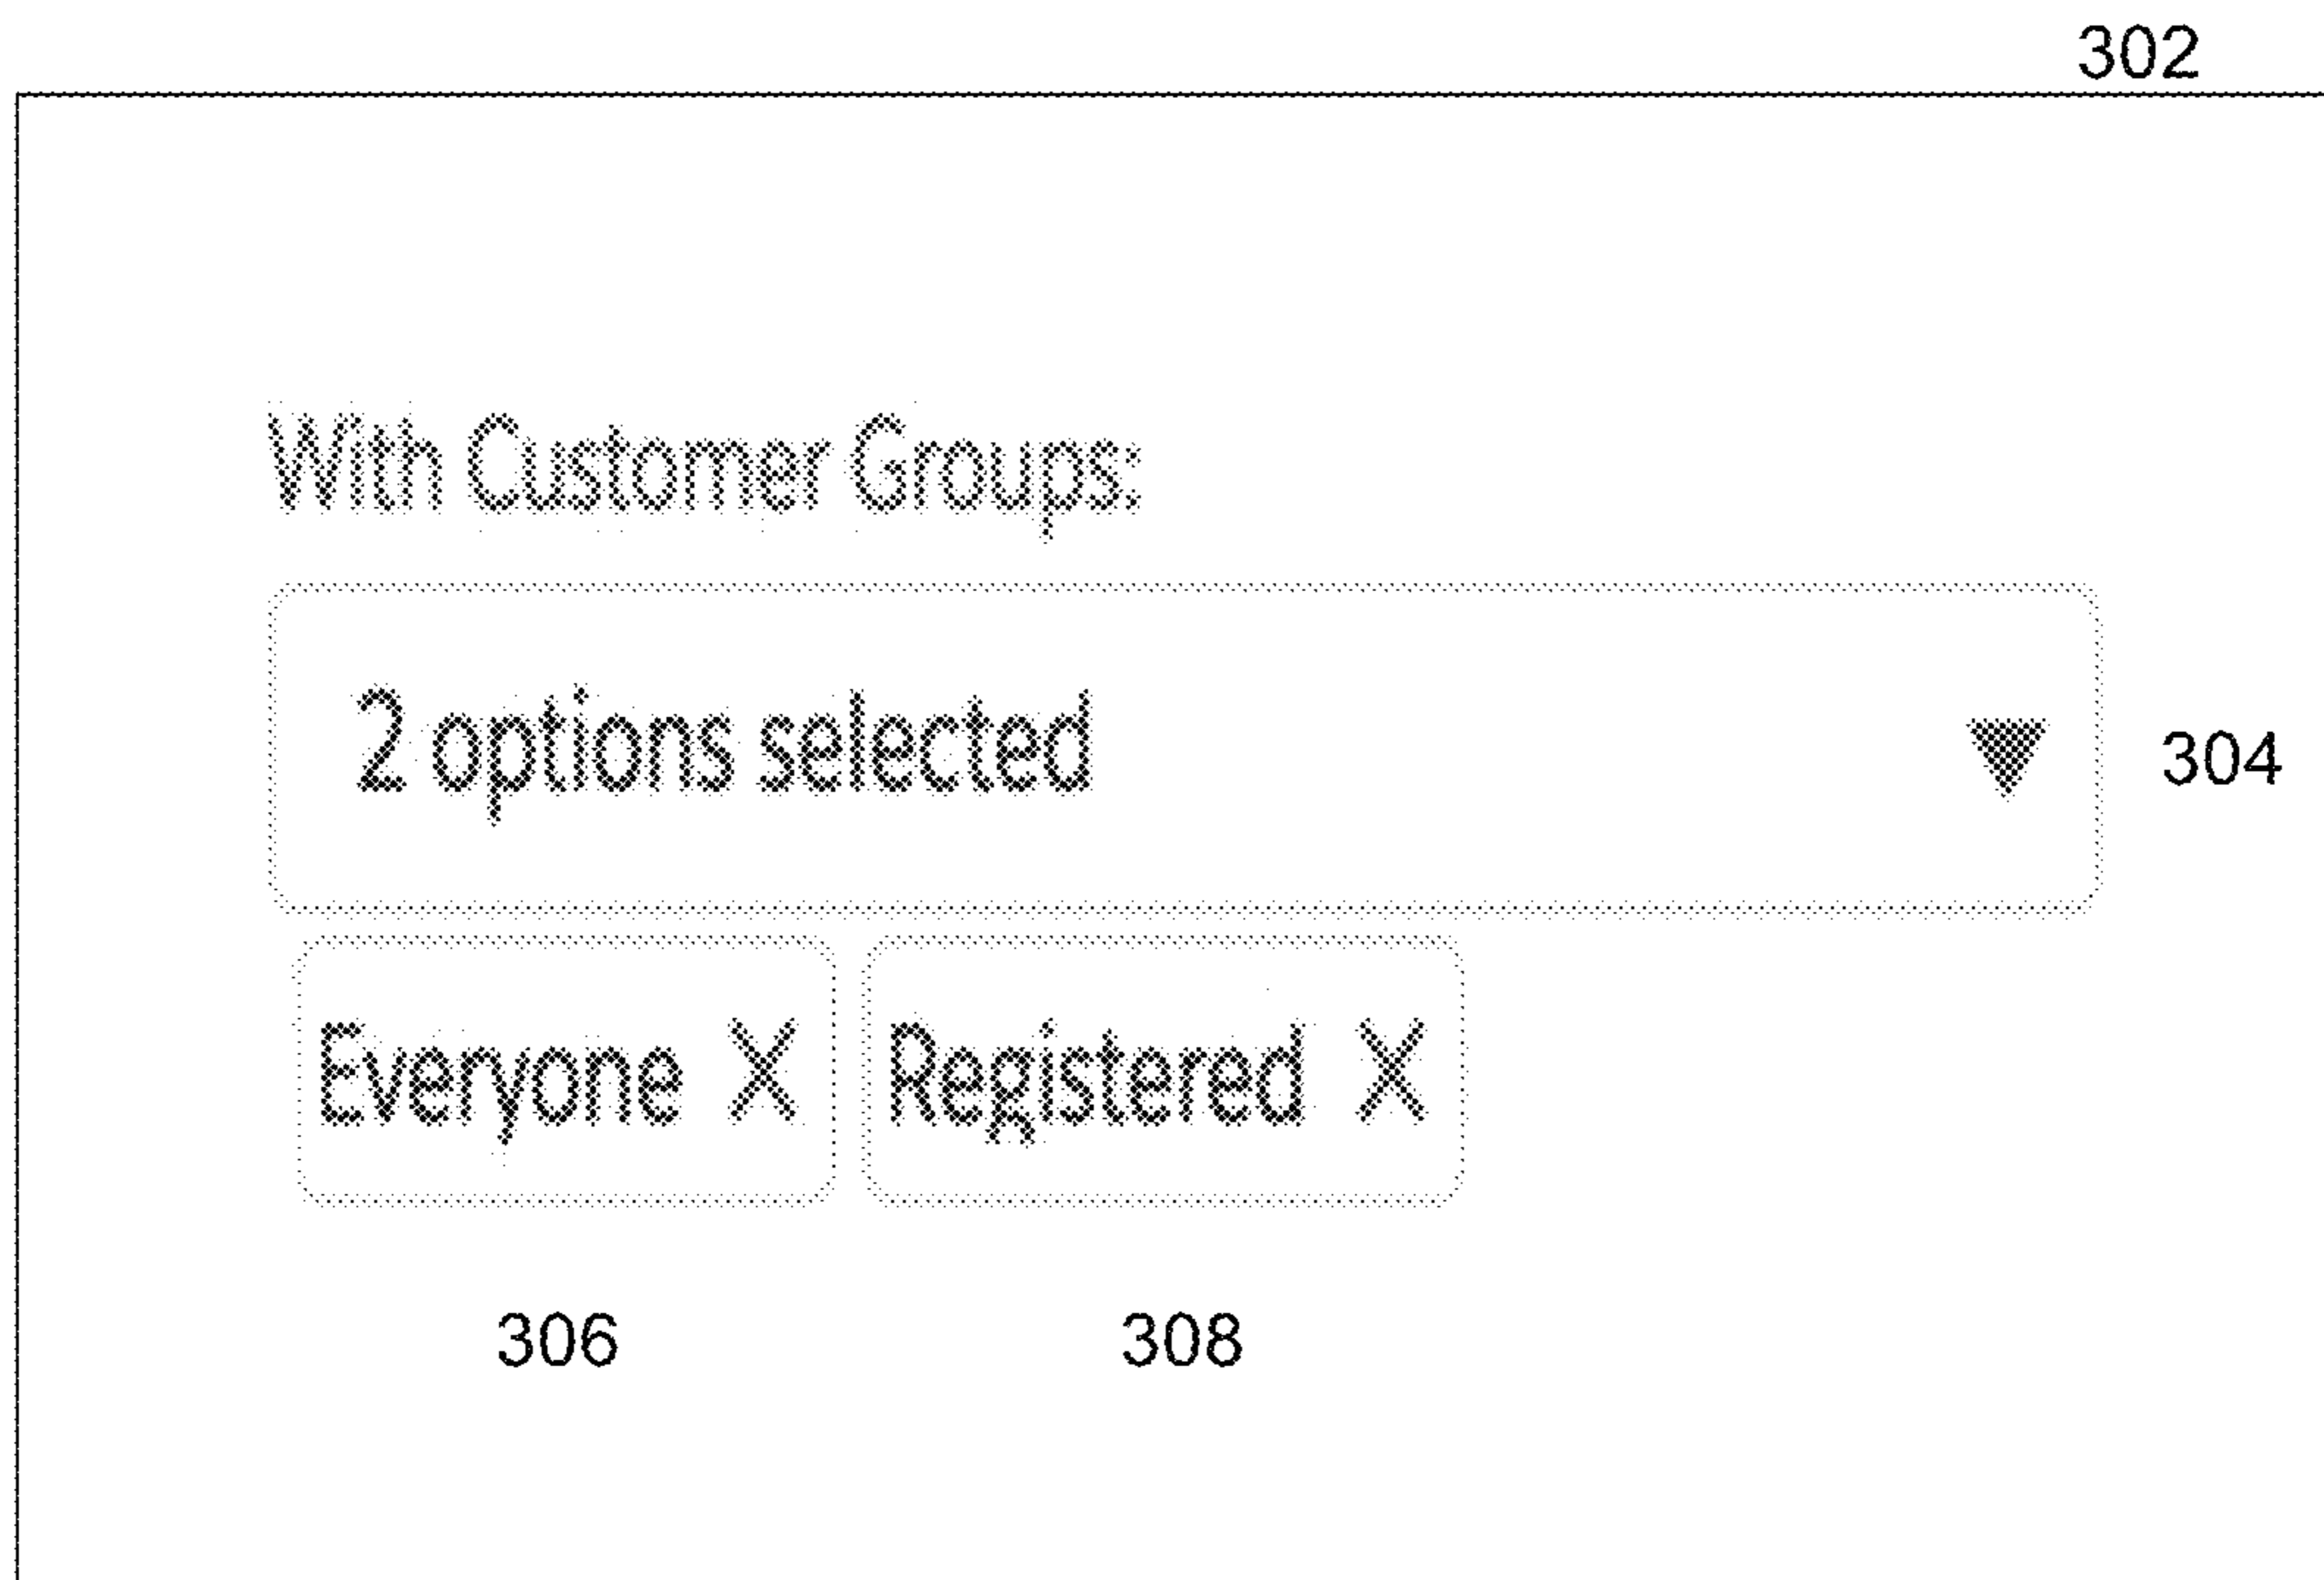 302
With Customer Groups:
2 options selected
304
Everyone X Registered X
306 308